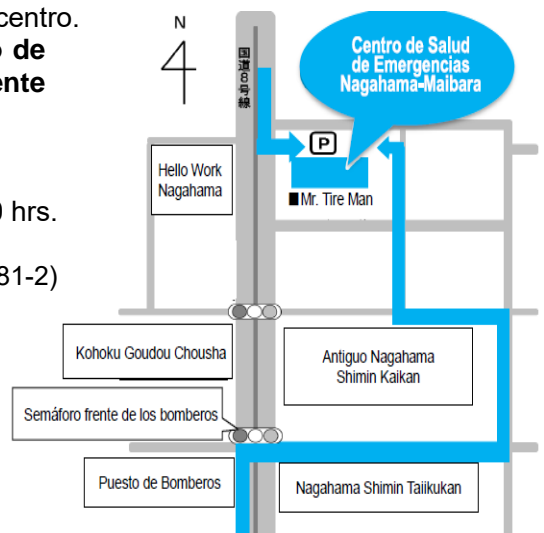 centro.
o de
ente
0 hrs.
81-2)
N
国道8号線
Centro de Salud
de Emergencias
Nagahama-Maibara
P
Hello Work
Nagahama
■Mr. Tire Man
Kohoku Goudou Chousha
Antiguo Nagahama
Shimin Kaikan
Semáforo frente de los bomberos
Puesto de Bomberos
Nagahama Shimin Taiikukan